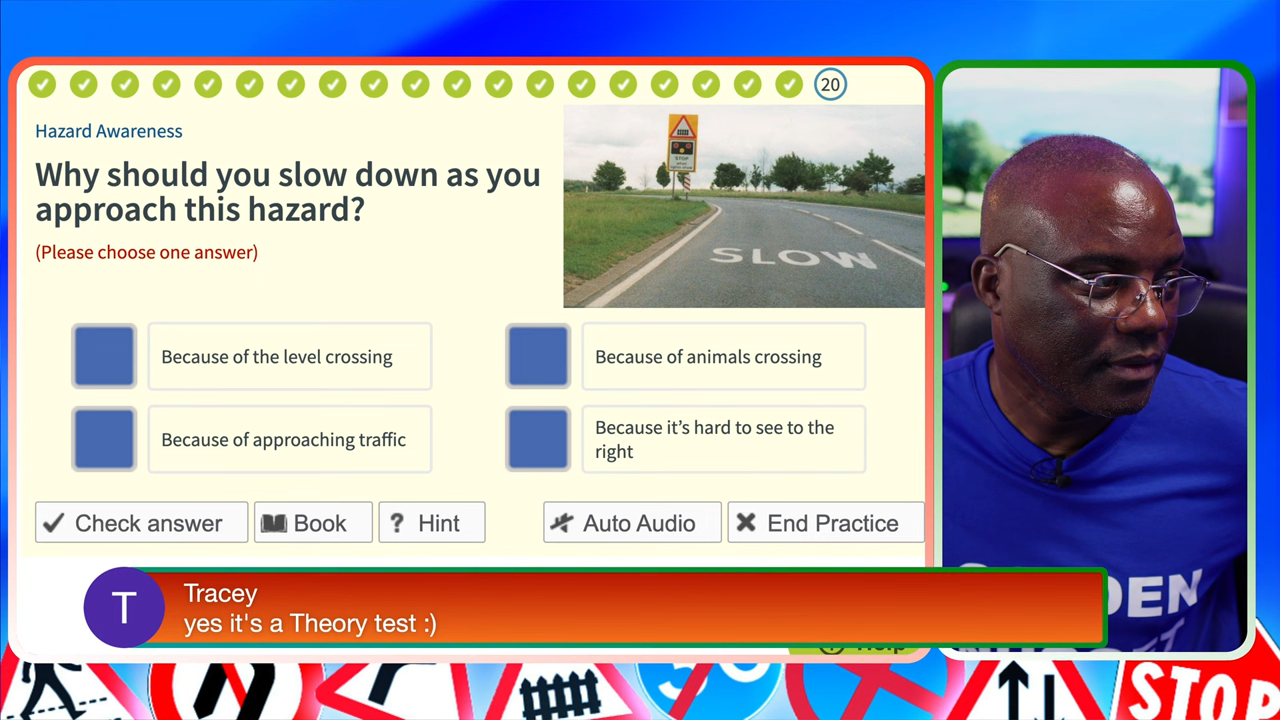 20
Hazard Awareness
Why should you slow down as you
approach this hazard?
(Please choose one answer)
STOP
SLOW
Because of the level crossing
Because of animals crossing
Because of approaching traffic
Because it's hard to see to the
right
Check answer
Book
? Hint
Auto Audio
End Practice
Tracey
T
yes it's a Theory test :)
Help
STOP